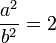 a²/b² = 2